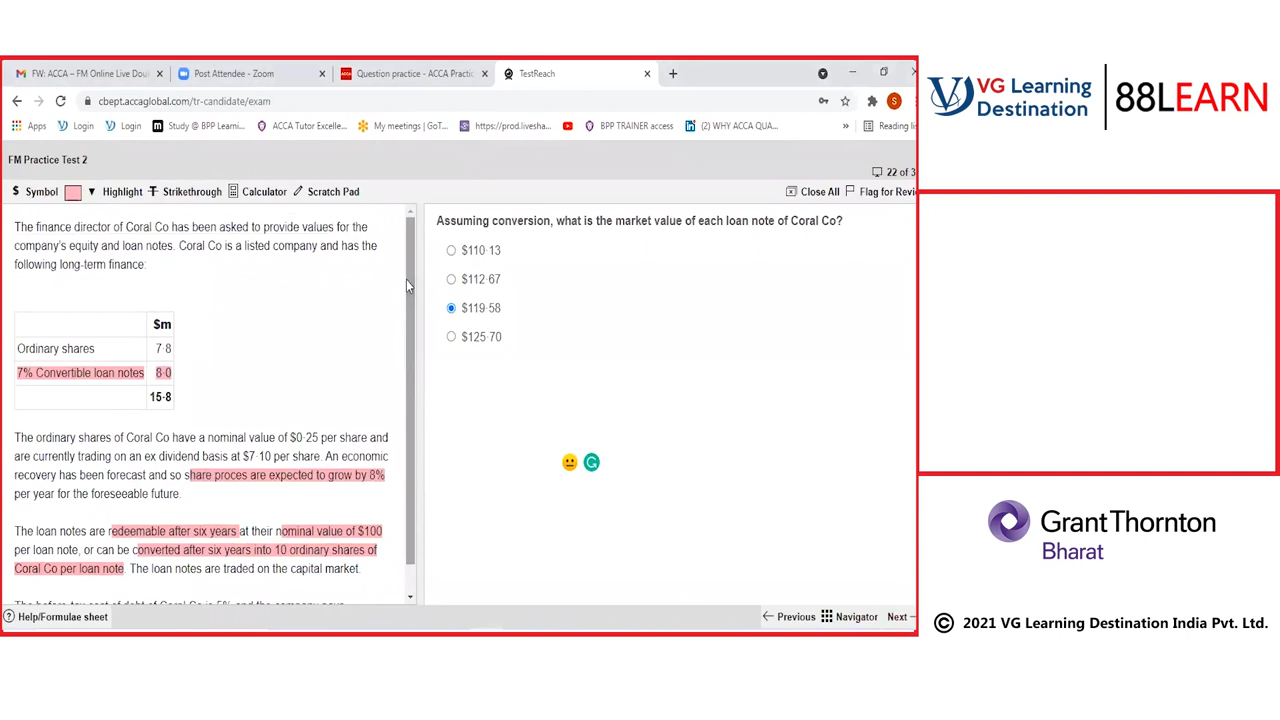 FW: ACCA – FM Online Live Dou
Post Attendee - Zoom
Question practice - ACCA Practic
TestReach
cbept.accaglobal.com/tr-candidate/exam
S
Apps
Login
Login
Study @ BPP Learni...
ACCA Tutor Excelle...
My meetings | GoT...
https://prod.livesha...
BPP TRAINER access
(2) WHY ACCA QUA...
»
Reading lis
FM Practice Test 2
22 of 3
$ Symbol
Highlight
Strikethrough
Calculator
Scratch Pad
Close All
Flag for Revie
The finance director of Coral Co has been asked to provide values for the
company's equity and loan notes. Coral Co is a listed company and has the
following long-term finance:
$m
Ordinary shares 7·8
7% Convertible loan notes 8·0
15·8
The ordinary shares of Coral Co have a nominal value of $0·25 per share and
are currently trading on an ex dividend basis at $7·10 per share. An economic
recovery has been forecast and so share proces are expected to grow by 8%
per year for the foreseeable future.
The loan notes are redeemable after six years at their nominal value of $100
per loan note, or can be converted after six years into 10 ordinary shares of
Coral Co per loan note. The loan notes are traded on the capital market.
Assuming conversion, what is the market value of each loan note of Coral Co?
$110·13
$112·67
$119·58
$125·70
Help/Formulae sheet
Previous
Navigator
Next
VG Learning
Destination
88LEARN
Grant Thornton
Bharat
© 2021 VG Learning Destination India Pvt. Ltd.